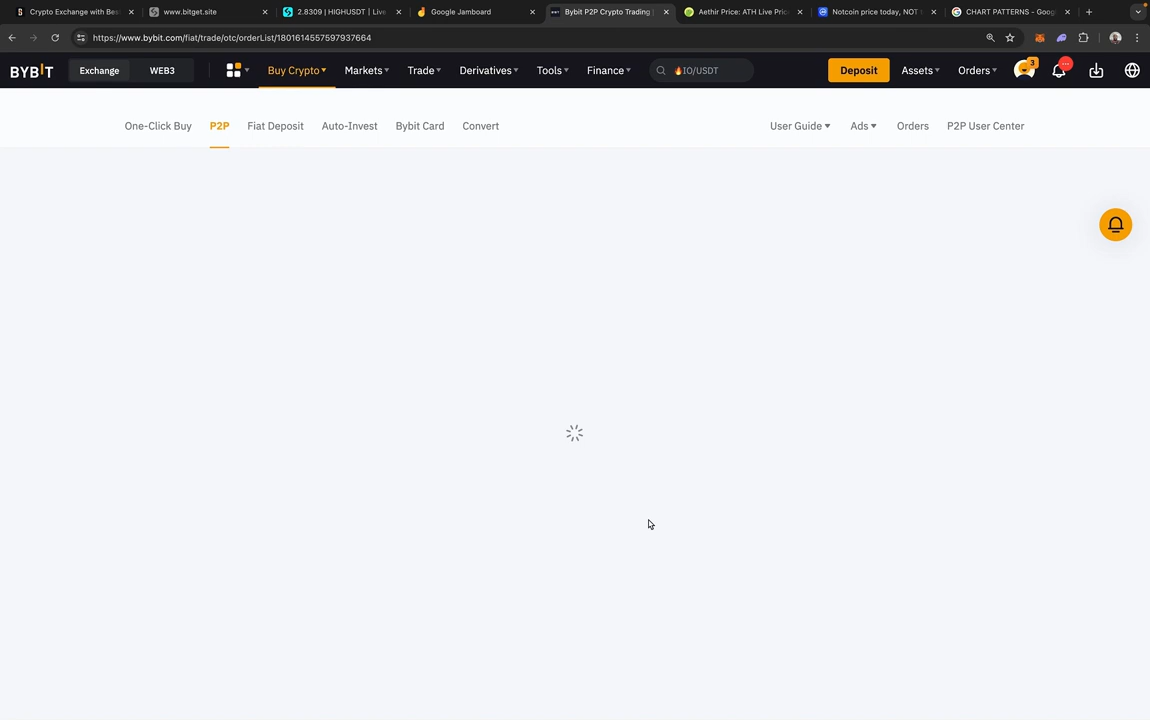 Crypto Exchange with Bes
www.bitget.site
2.8309 | HIGHUSDT | Live
Google Jamboard
Bybit P2P Crypto Trading |
Aethir Price: ATH Live Pric
Notcoin price today, NOT
CHART PATTERNS - Goog
https://www.bybit.com/fiat/trade/otc/orderList/1801614557597937664
BYBIT
Exchange
WEB3
Buy Crypto
Markets
Trade
Derivatives
Tools
Finance
IO/USDT
Deposit
Assets
Orders
3
One-Click Buy
P2P
Fiat Deposit
Auto-Invest
Bybit Card
Convert
User Guide
Ads
Orders
P2P User Center